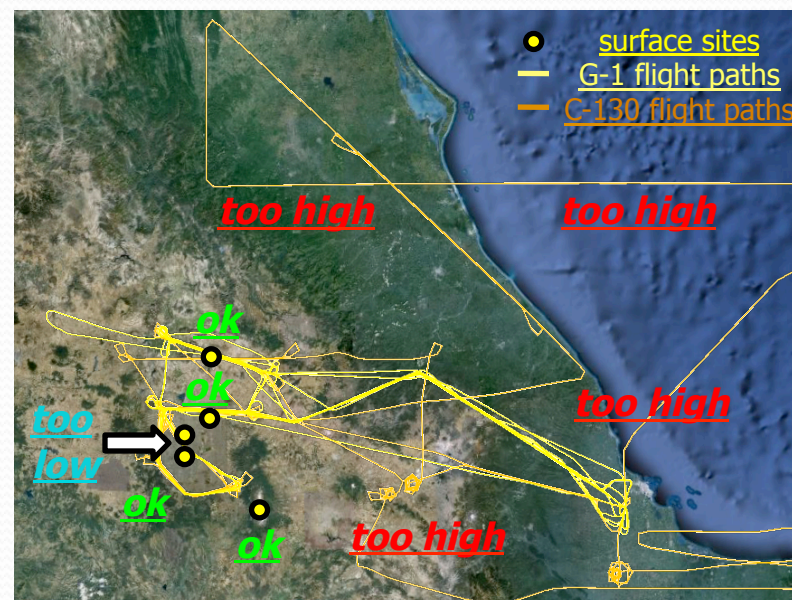 surface sites
G-1 flight paths
C-130 flight paths
too high
too high
ok
ok
too high
too
low
ok
too high
ok